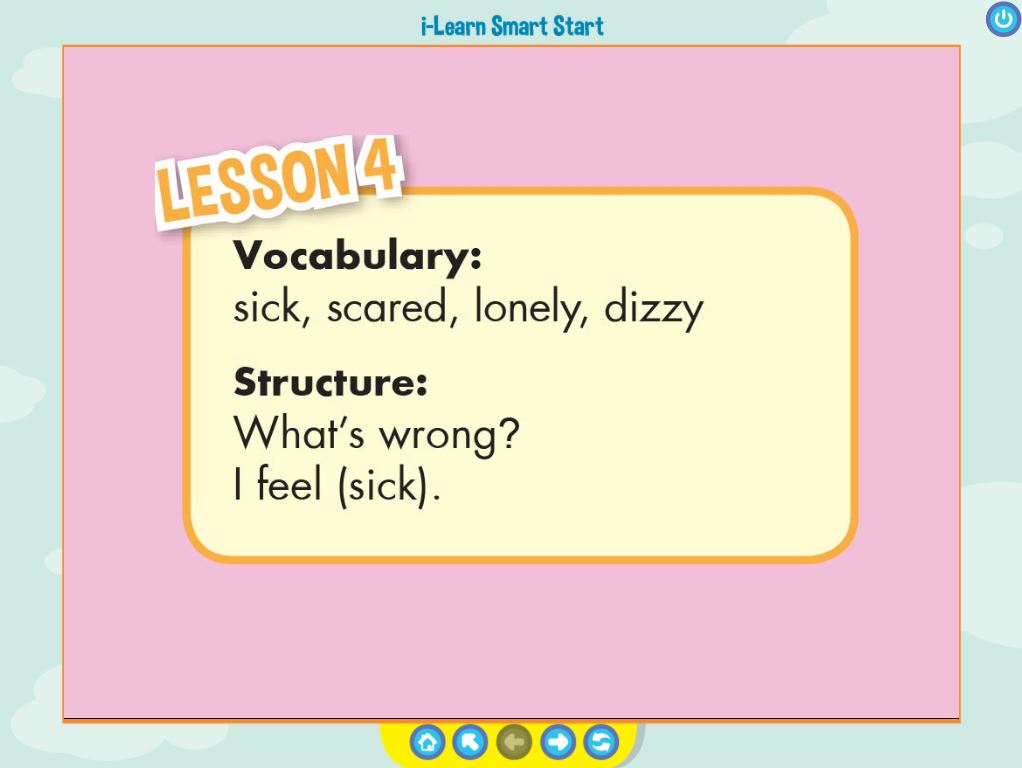 i-Learn Smart Start
LESSON 4
Vocabulary:
sick, scared, lonely, dizzy
Structure:
What's wrong?
I feel (sick).